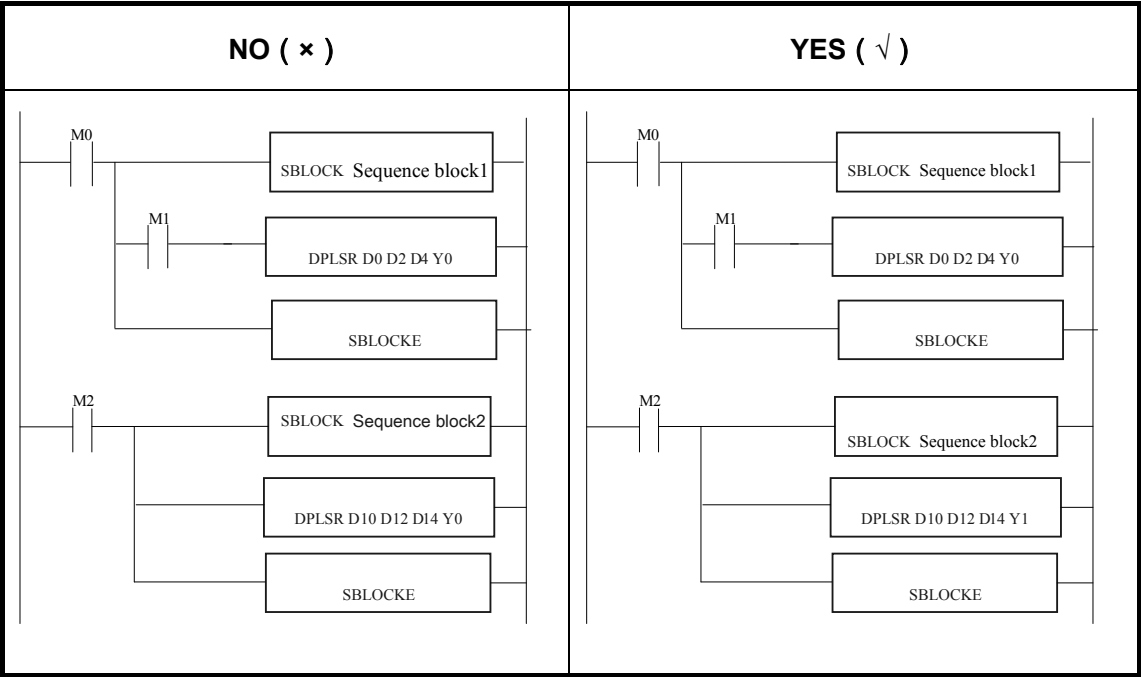 NO ( × )
YES ( √ )
M0
SBLOCK Sequence block1
M1
DPLSR D0 D2 D4 Y0
SBLOCKE
M2
SBLOCK Sequence block2
DPLSR D10 D12 D14 Y0
SBLOCKE
M0
SBLOCK Sequence block1
M1
DPLSR D0 D2 D4 Y0
SBLOCKE
M2
SBLOCK Sequence block2
DPLSR D10 D12 D14 Y1
SBLOCKE